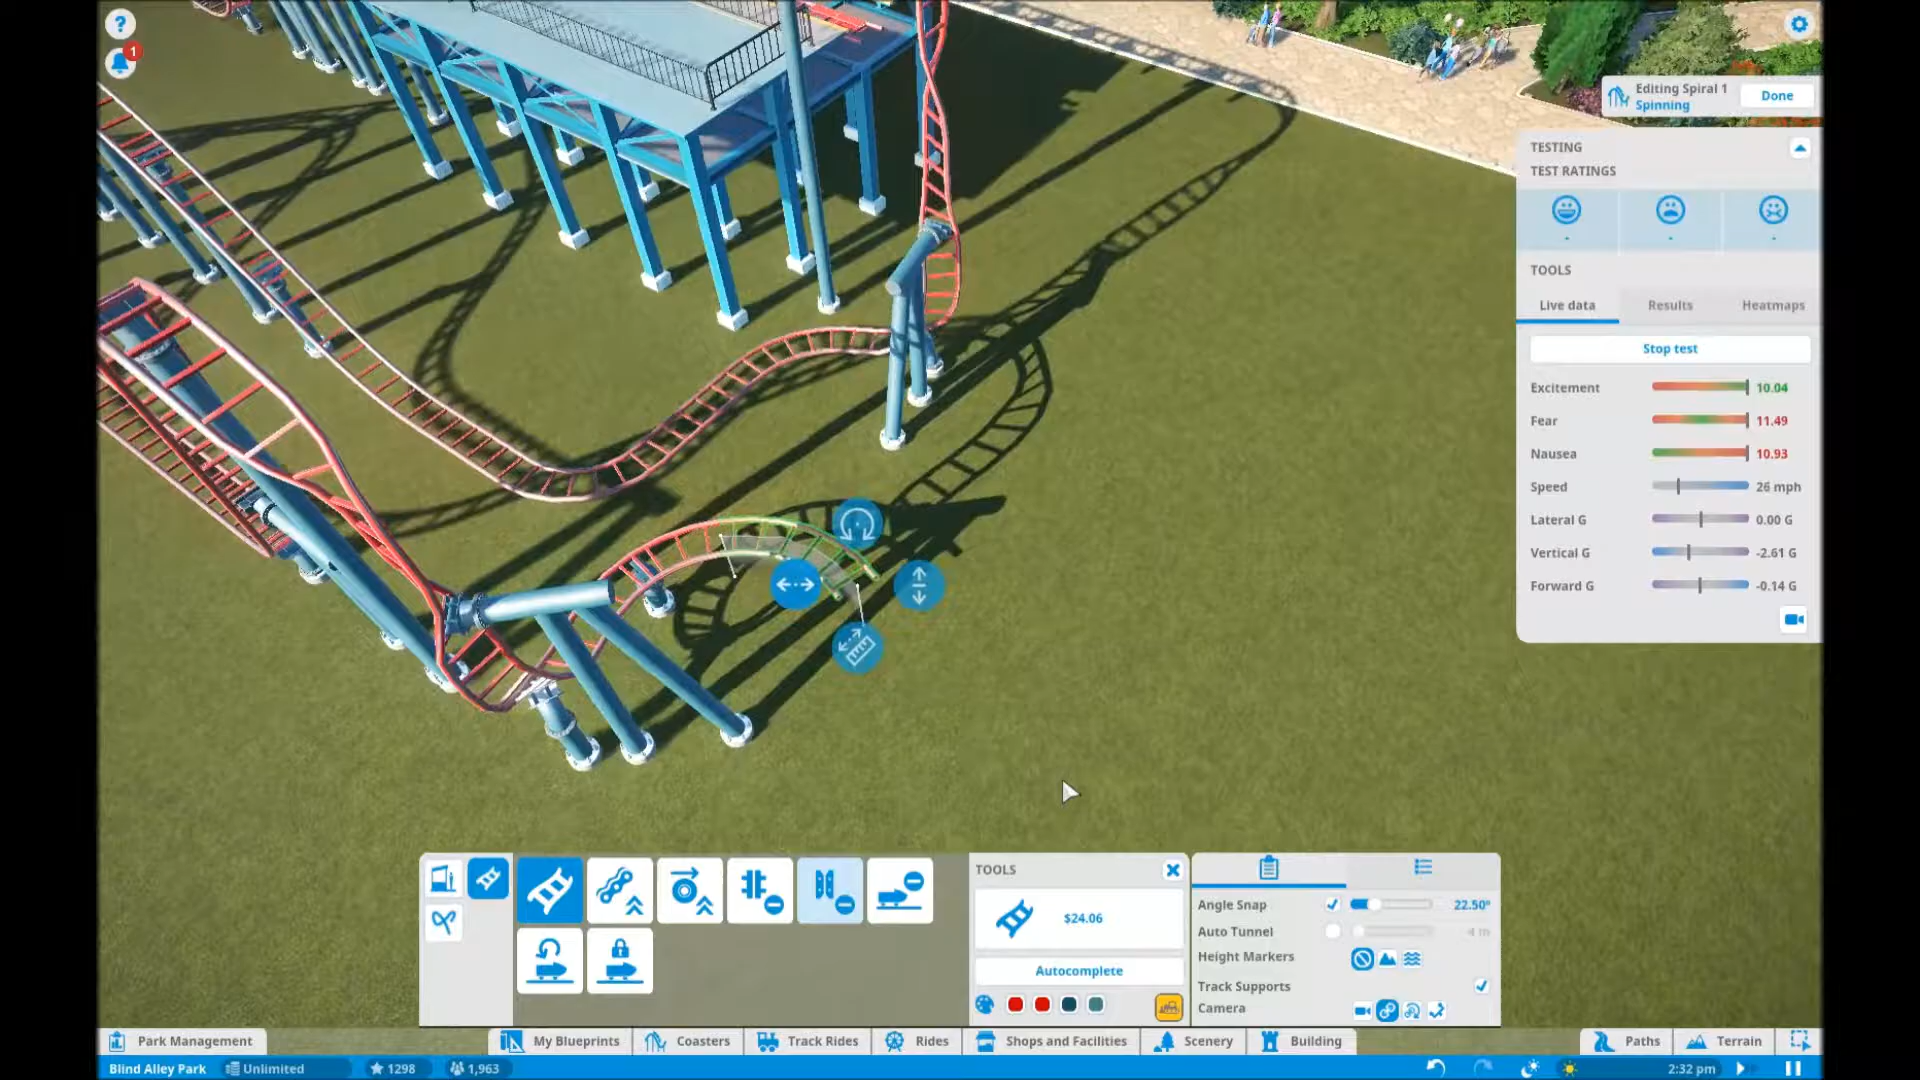 ?
1
Editing Spiral 1
Spinning
Done
TESTING
TEST RATINGS
- - -
TOOLS
Live data Results Heatmaps
Stop test
Excitement 10.04
Fear 11.49
Nausea 10.93
Speed 26 mph
Lateral G 0.00 G
Vertical G -2.61 G
Forward G -0.14 G
TOOLS
$24.06
Autocomplete
Angle Snap 22.50°
Auto Tunnel 4 m
Height Markers
Track Supports
Camera
Park Management My Blueprints Coasters Track Rides Rides Shops and Facilities Scenery Building Paths Terrain
Blind Alley Park Unlimited 1298 1,963 2:32 pm